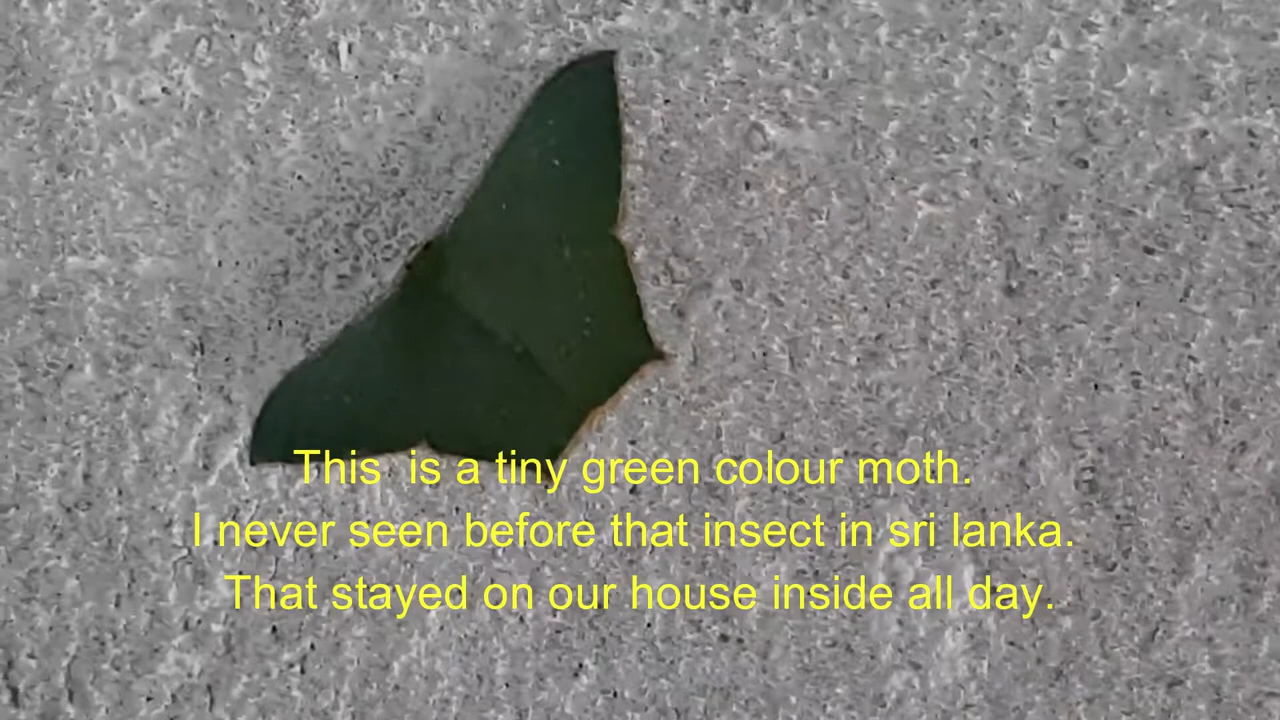 This  is a tiny green colour moth.
I never seen before that insect in sri lanka.
That stayed on our house inside all day.